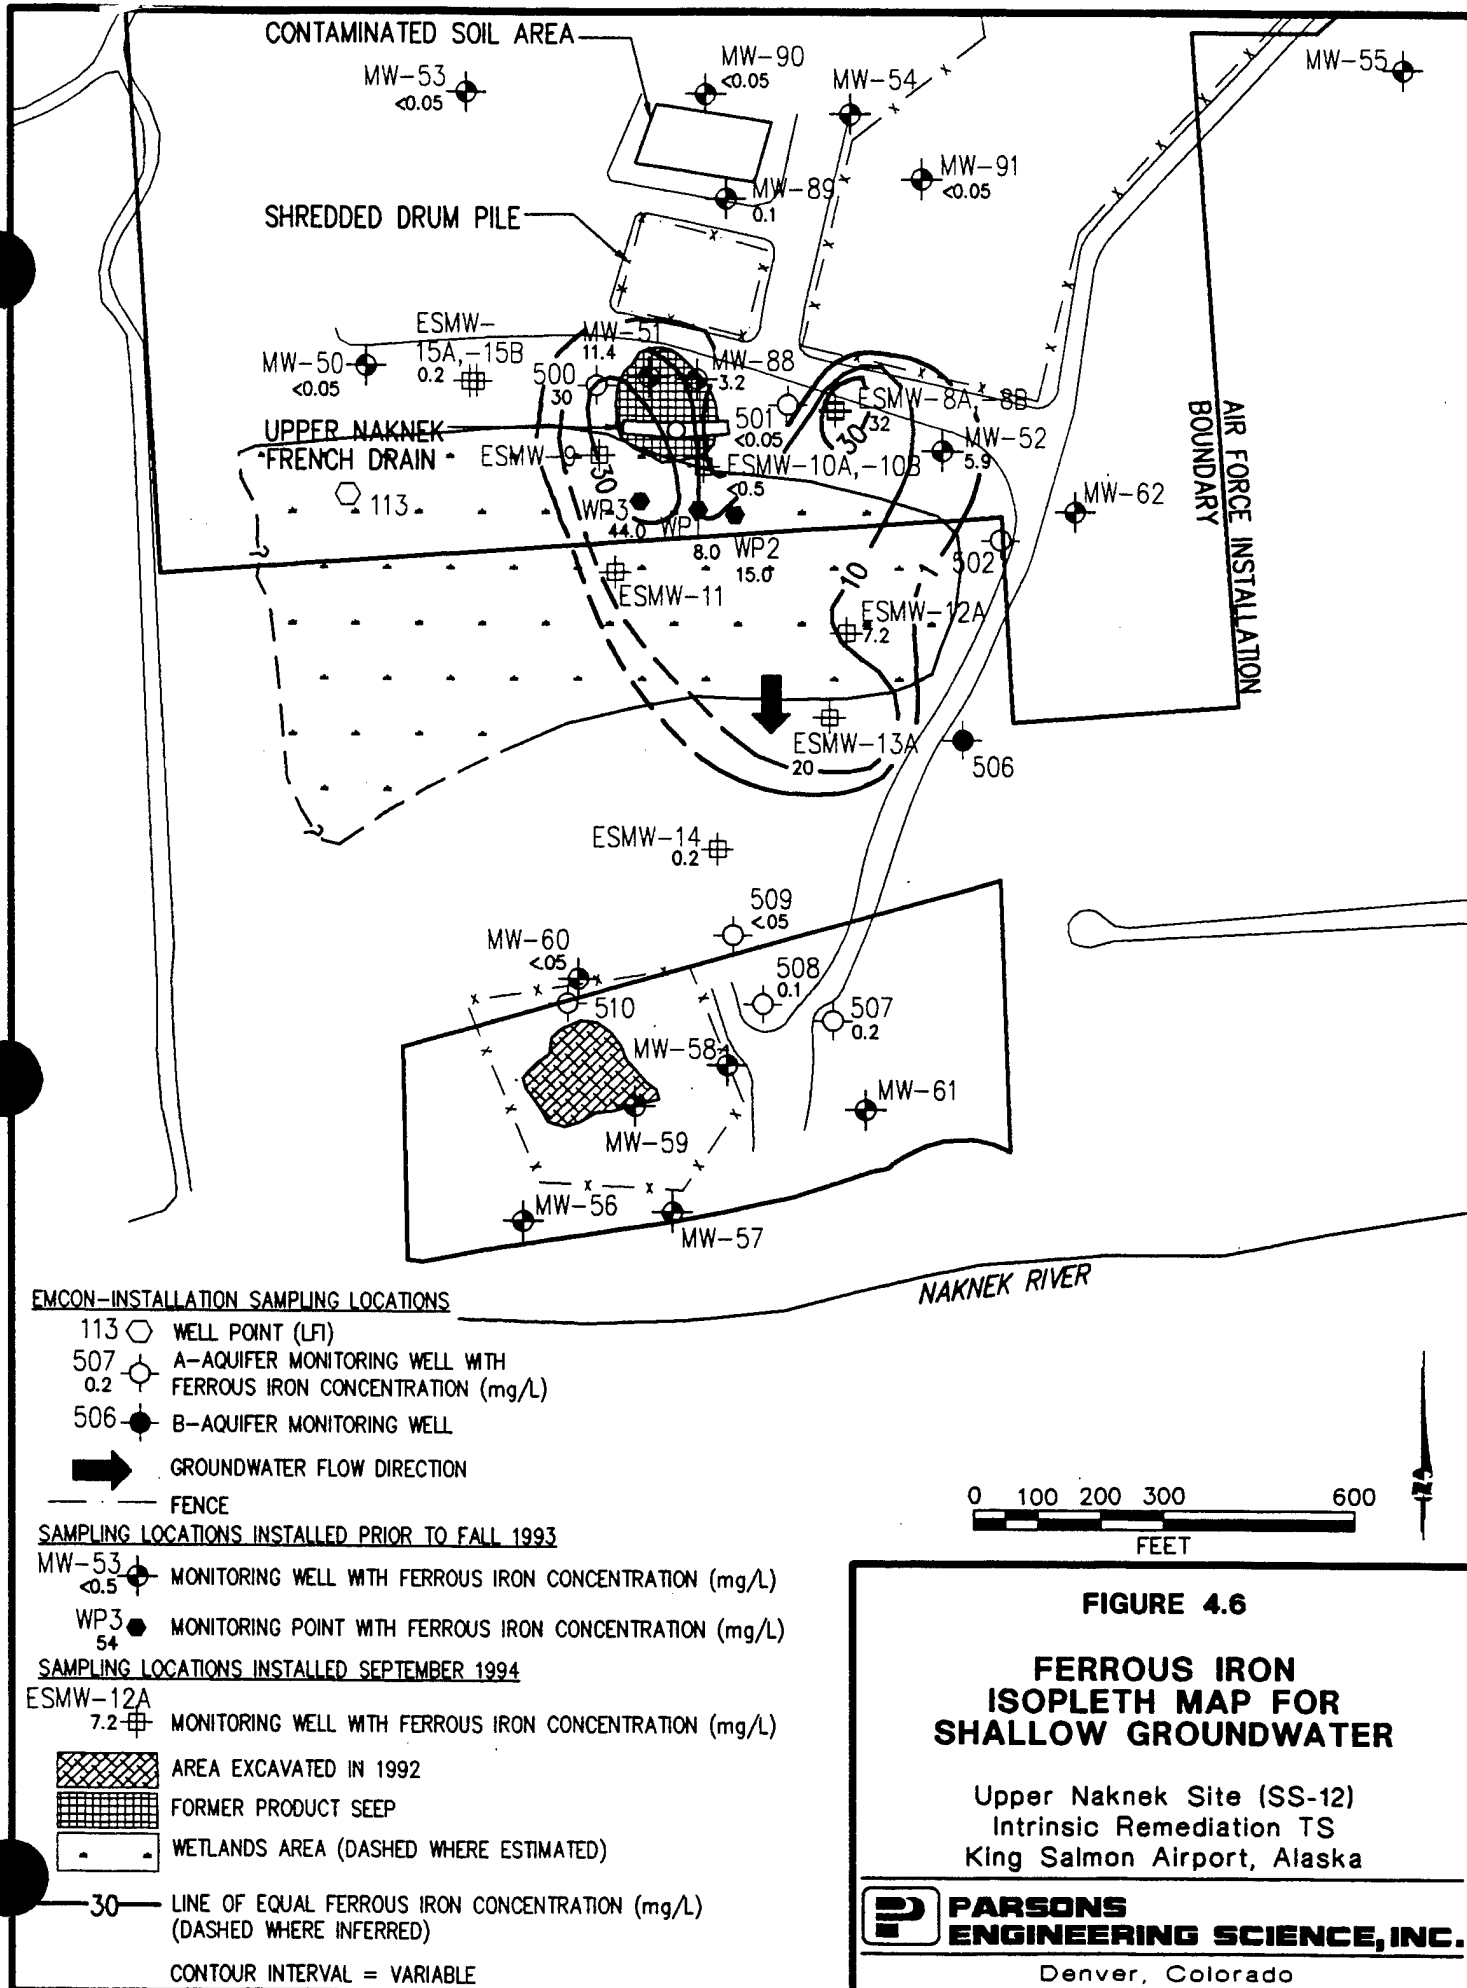 CONTAMINATED SOIL AREA
MW-90
<0.05
MW-53
<0.05
MW-54
MW-55
MW-91
<0.05
MW-89
0.1
SHREDDED DRUM PILE
ESMW-
15A,-15B
0.2
MW-51
11.4
MW-50
<0.05
500
30
MW-88
3.2
501
<0.05
ESMW-8A,-8B
32
30
UPPER NAKNEK
FRENCH DRAIN
ESMW-9
30
ESMW-10A,-10B
<0.5
MW-52
5.9
AIR FORCE INSTALLATION
BOUNDARY
113
WP3
44.0
WP1
8.0
WP2
15.0
MW-62
502
?
10
1
ESMW-11
ESMW-12A
7.2
ESMW-13A
20
506
?
ESMW-14
0.2
509
<.05
MW-60
<.05
508
0.1
510
507
0.2
MW-58
MW-61
MW-59
MW-56
MW-57
NAKNEK RIVER
EMCON-INSTALLATION SAMPLING LOCATIONS
113 WELL POINT (LFI)
507
0.2
A-AQUIFER MONITORING WELL WITH
FERROUS IRON CONCENTRATION (mg/L)
506 B-AQUIFER MONITORING WELL
GROUNDWATER FLOW DIRECTION
FENCE
SAMPLING LOCATIONS INSTALLED PRIOR TO FALL 1993
MW-53
<0.5
MONITORING WELL WITH FERROUS IRON CONCENTRATION (mg/L)
WP3
54
MONITORING POINT WITH FERROUS IRON CONCENTRATION (mg/L)
SAMPLING LOCATIONS INSTALLED SEPTEMBER 1994
ESMW-12A
7.2
MONITORING WELL WITH FERROUS IRON CONCENTRATION (mg/L)
AREA EXCAVATED IN 1992
FORMER PRODUCT SEEP
WETLANDS AREA (DASHED WHERE ESTIMATED)
30 LINE OF EQUAL FERROUS IRON CONCENTRATION (mg/L)
(DASHED WHERE INFERRED)
CONTOUR INTERVAL = VARIABLE
0 100 200 300 600
FEET
N
FIGURE 4.6
FERROUS IRON
ISOPLETH MAP FOR
SHALLOW GROUNDWATER
Upper Naknek Site (SS-12)
Intrinsic Remediation TS
King Salmon Airport, Alaska
PARSONS
ENGINEERING SCIENCE, INC.
Denver, Colorado